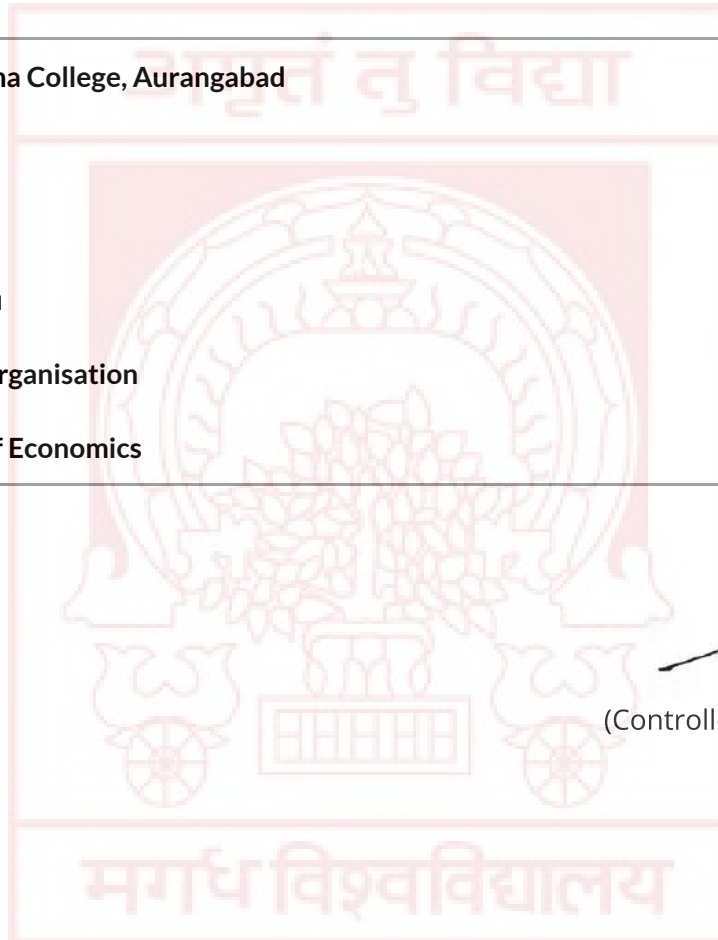 अमृतं तु विद्या
na College, Aurangabad
rganisation
f Economics
(Controll
मगध विश्वविद्यालय